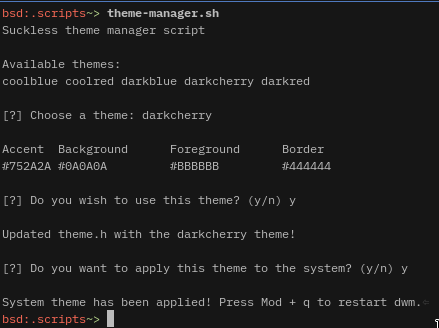 bsd:.scripts~> theme-manager.sh
Suckless theme manager script
Available themes:
coolblue coolred darkblue darkcherry darkred
[?] Choose a theme: darkcherry
Accent Background Foreground Border
#752A2A #0A0A0A #BBBBBB #444444
[?] Do you wish to use this theme? (y/n) y
Updated theme.h with the darkcherry theme!
[?] Do you want to apply this theme to the system? (y/n) y
System theme has been applied! Press Mod + q to restart dwm.
bsd:.scripts~>